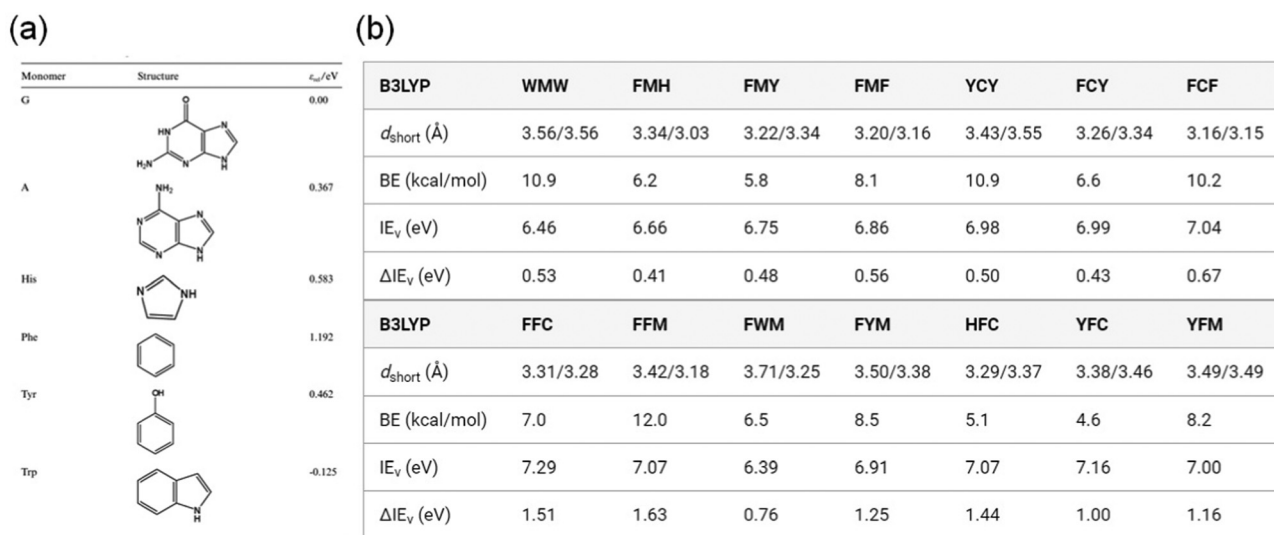 (a)
Monomer Structure εrel/eV
G 0.00
O
HN N
H₂N N N
H
A 0.367
NH₂
N N
N N
H
His 0.583
N NH
Phe 1.192
Tyr 0.462
OH
Trp -0.125
N
H
(b)
B3LYP WMW FMH FMY FMF YCY FCY FCF
dshort (Å) 3.56/3.56 3.34/3.03 3.22/3.34 3.20/3.16 3.43/3.55 3.26/3.34 3.16/3.15
BE (kcal/mol) 10.9 6.2 5.8 8.1 10.9 6.6 10.2
IEv (eV) 6.46 6.66 6.75 6.86 6.98 6.99 7.04
ΔIEv (eV) 0.53 0.41 0.48 0.56 0.50 0.43 0.67
B3LYP FFC FFM FWM FYM HFC YFC YFM
dshort (Å) 3.31/3.28 3.42/3.18 3.71/3.25 3.50/3.38 3.29/3.37 3.38/3.46 3.49/3.49
BE (kcal/mol) 7.0 12.0 6.5 8.5 5.1 4.6 8.2
IEv (eV) 7.29 7.07 6.39 6.91 7.07 7.16 7.00
ΔIEv (eV) 1.51 1.63 0.76 1.25 1.44 1.00 1.16